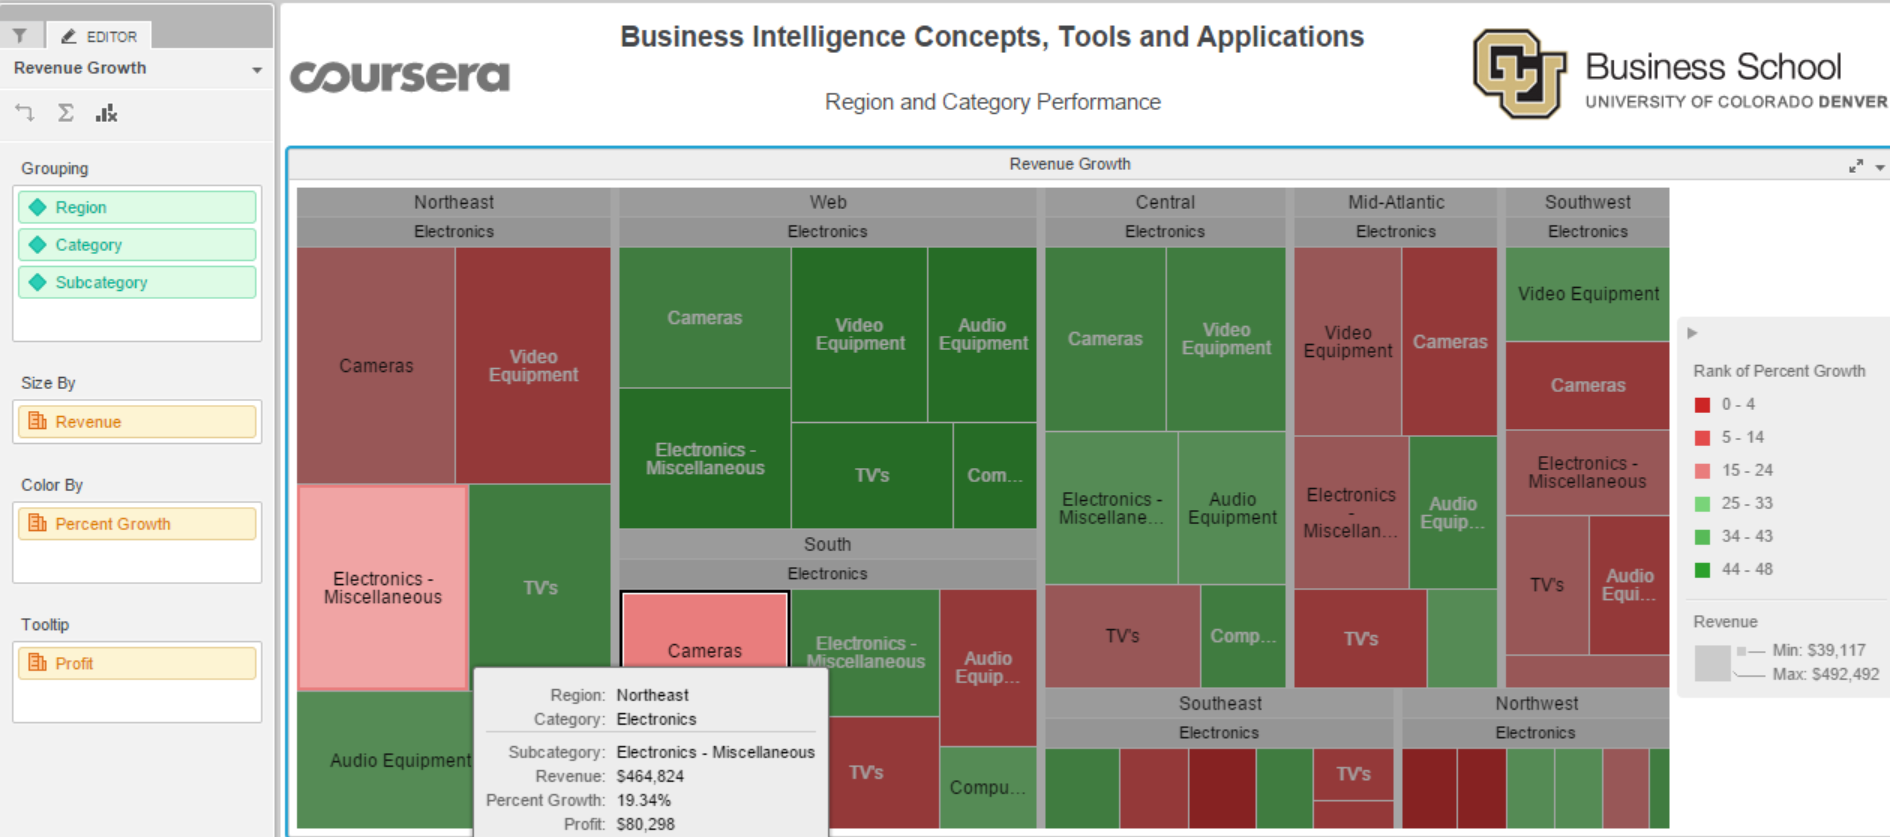 EDITOR
Revenue Growth
Grouping
Region
Category
Subcategory
Size By
Revenue
Color By
Percent Growth
Tooltip
Profit
coursera
Business Intelligence Concepts, Tools and Applications
Region and Category Performance
CU
Business School
UNIVERSITY OF COLORADO DENVER
Revenue Growth
Northeast
Electronics
Cameras
Video
Equipment
Electronics -
Miscellaneous
TV's
Audio Equipment
Web
Electronics
Cameras
Video
Equipment
Audio
Equipment
Electronics -
Miscellaneous
TV's
Com...
South
Electronics
Cameras
Electronics -
Miscellaneous
Audio
Equip...
TV's
Compu...
Region: Northeast
Category: Electronics
Subcategory: Electronics - Miscellaneous
Revenue: $464,824
Percent Growth: 19.34%
Profit: $80,298
Central
Electronics
Cameras
Video
Equipment
Electronics -
Miscellane...
Audio
Equipment
TV's
Comp...
Mid-Atlantic
Electronics
Video
Equipment
Cameras
Electronics
-
Miscellan...
Audio
Equip...
TV's
Southwest
Electronics
Video Equipment
Cameras
Electronics -
Miscellaneous
TV's
Audio
Equi...
Southeast
Electronics
TV's
Northwest
Electronics
Rank of Percent Growth
0 - 4
5 - 14
15 - 24
25 - 33
34 - 43
44 - 48
Revenue
Min: $39,117
Max: $492,492